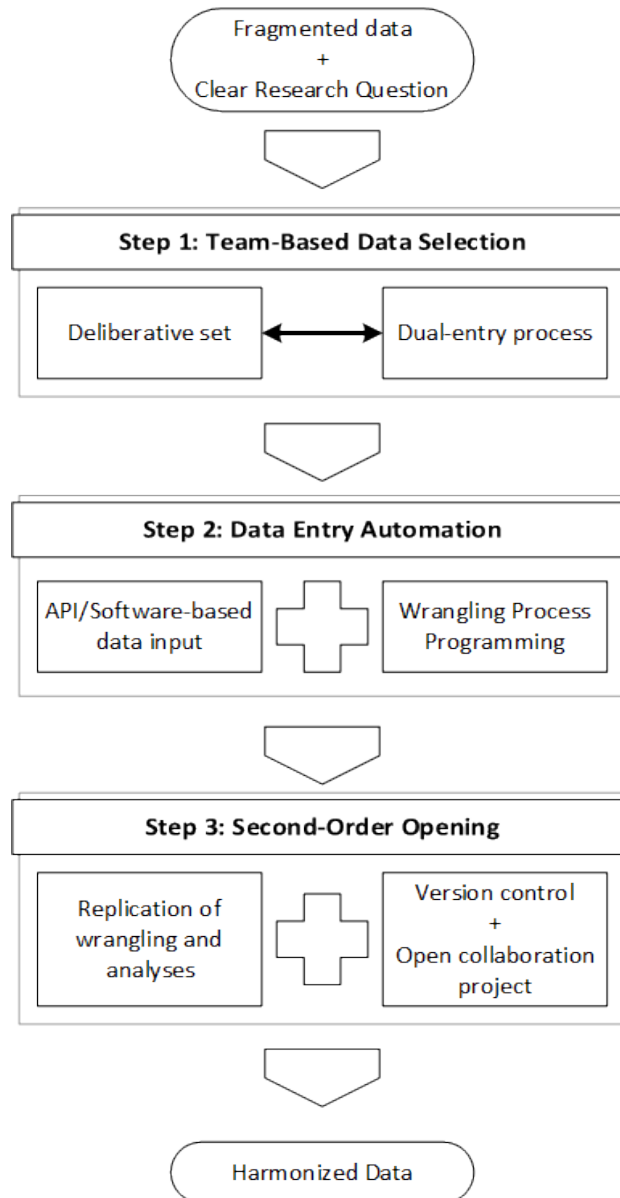 Fragmented data
+
Clear Research Question
Step 1: Team-Based Data Selection
Deliberative set
Dual-entry process
Step 2: Data Entry Automation
API/Software-based
data input
Wrangling Process
Programming
Step 3: Second-Order Opening
Replication of
wrangling and
analyses
Version control
+
Open collaboration
project
Harmonized Data